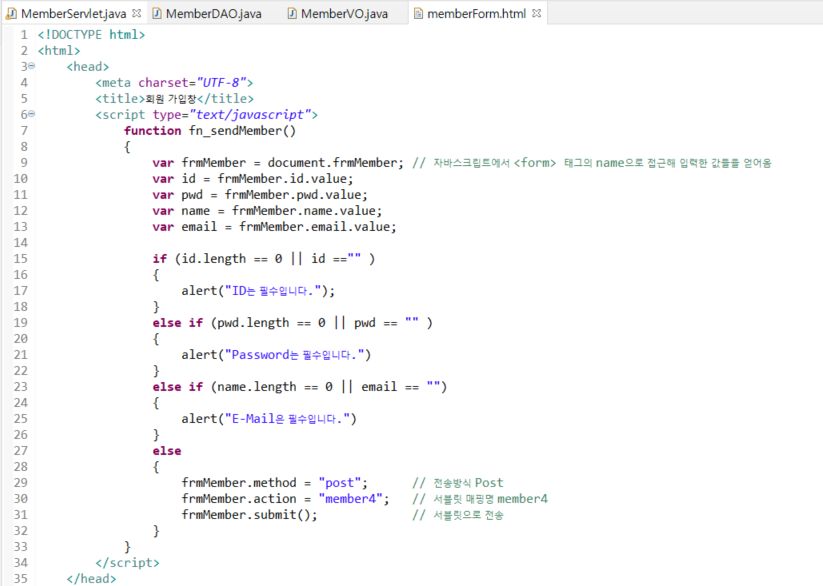 MemberServlet.java MemberDAO.java MemberVO.java memberForm.html
1 <!DOCTYPE html>
2 <html>
3 <head>
4 <meta charset="UTF-8">
5 <title>회원 가입창</title>
6 <script type="text/javascript">
7 function fn_sendMember()
8 {
9 var frmMember = document.frmMember; // 자바스크립트에서 <form> 태그의 name으로 접근해 입력한 값들을 얻어옴
10 var id = frmMember.id.value;
11 var pwd = frmMember.pwd.value;
12 var name = frmMember.name.value;
13 var email = frmMember.email.value;
14
15 if (id.length == 0 || id =="" )
16 {
17 alert("ID는 필수입니다.");
18 }
19 else if (pwd.length == 0 || pwd == "" )
20 {
21 alert("Password는 필수입니다.")
22 }
23 else if (name.length == 0 || email == "")
24 {
25 alert("E-Mail은 필수입니다.")
26 }
27 else
28 {
29 frmMember.method = "post"; // 전송방식 Post
30 frmMember.action = "member4"; // 서블릿 매핑명 member4
31 frmMember.submit(); // 서블릿으로 전송
32 }
33 }
34 </script>
35 </head>